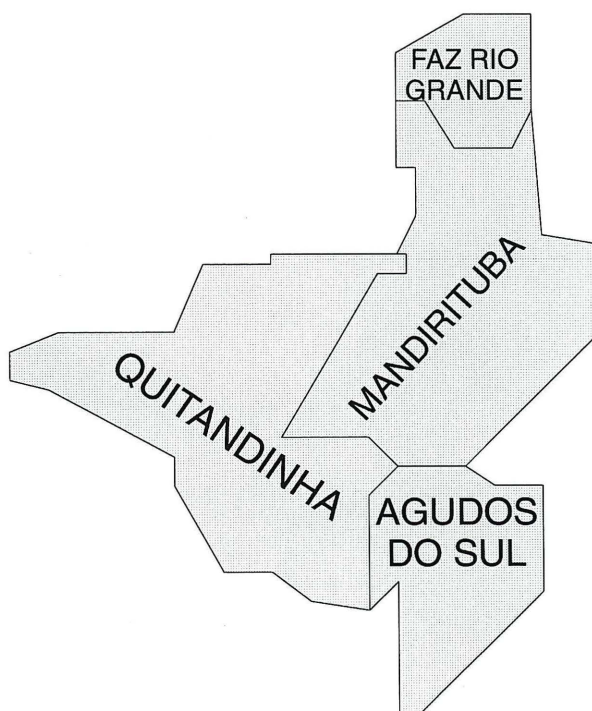 FAZ RIO
GRANDE
MANDIRITUBA
QUITANDINHA
AGUDOS
DO SUL